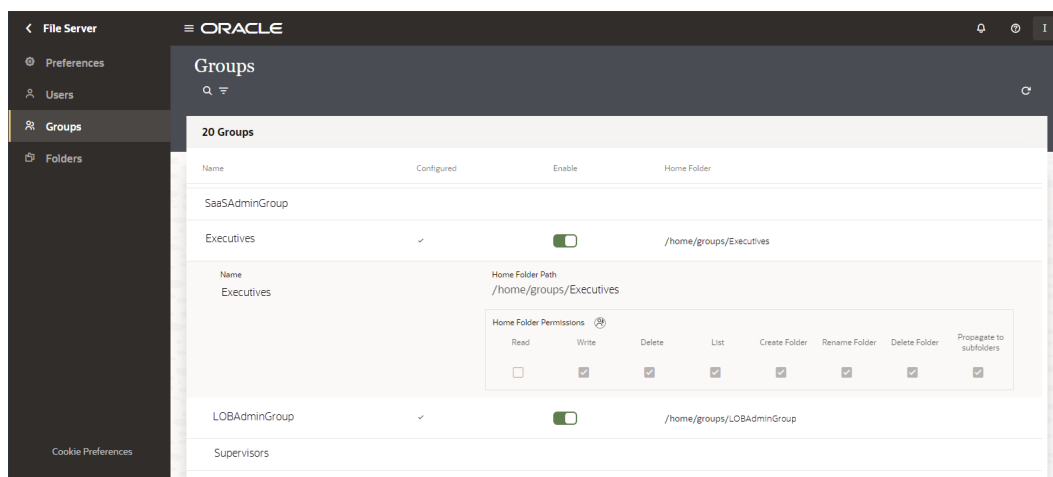 File Server
ORACLE
I
Preferences
Users
Groups
Folders
Cookie Preferences
Groups
20 Groups
Name Configured Enable Home Folder
SaaSAdminGroup
Executives /home/groups/Executives
Name Home Folder Path
Executives /home/groups/Executives
Home Folder Permissions
Read Write Delete List Create Folder Rename Folder Delete Folder Propagate to
subfolders
LOBAdminGroup /home/groups/LOBAdminGroup
Supervisors